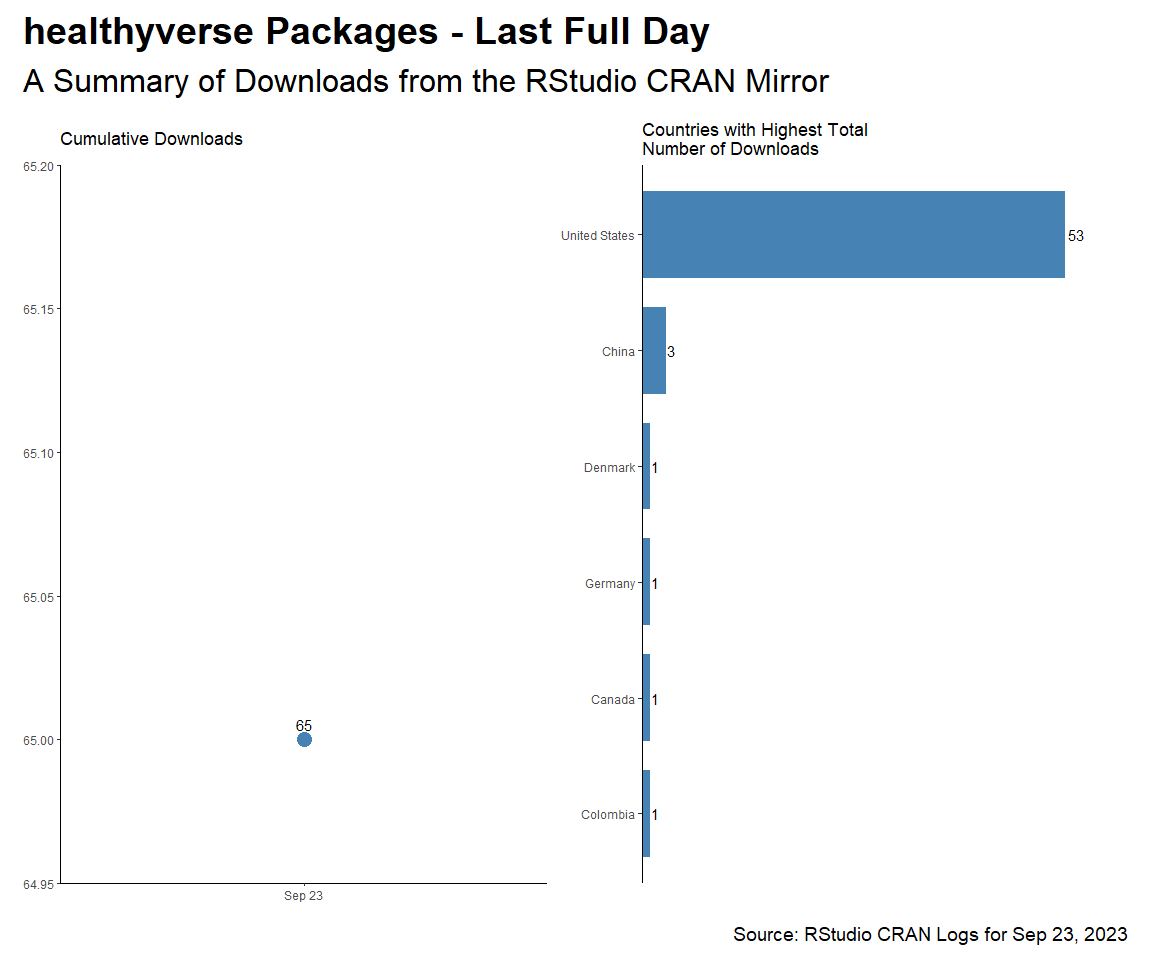 healthyverse Packages - Last Full Day
A Summary of Downloads from the RStudio CRAN Mirror
Cumulative Downloads
65.20
65.15
65.10
65.05
65.00
64.95
65
Sep 23
Countries with Highest Total
Number of Downloads
United States 53
China 3
Denmark 1
Germany 1
Canada 1
Colombia 1
Source: RStudio CRAN Logs for Sep 23, 2023